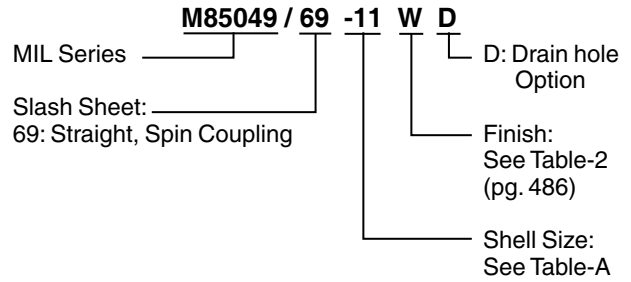 M85049 / 69 -11 W D
MIL Series
Slash Sheet:
69: Straight, Spin Coupling
D: Drain hole
Option
Finish:
See Table-2
(pg. 486)
Shell Size:
See Table-A